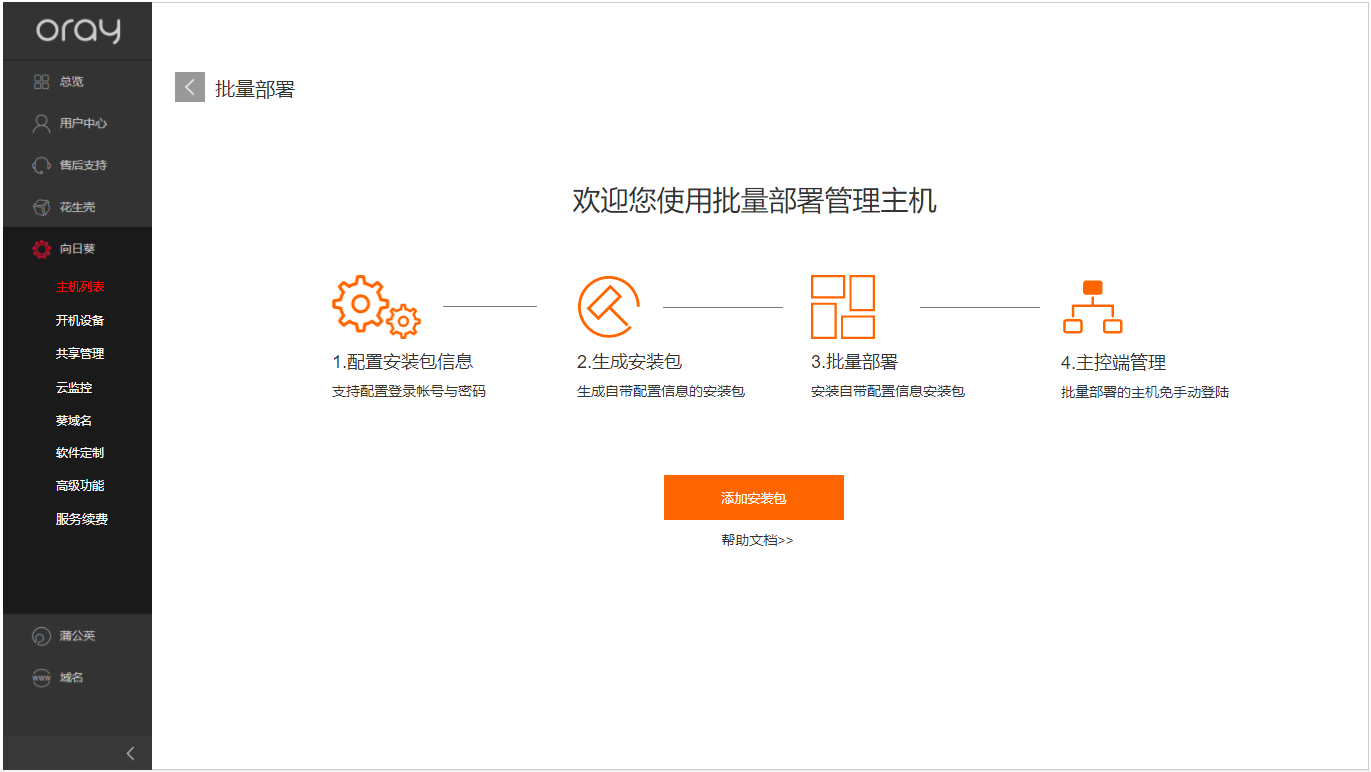 oray
总览
用户中心
售后支持
花生壳
向日葵
主机列表
开机设备
共享管理
云监控
葵域名
软件定制
高级功能
服务续费
蒲公英
www 域名
批量部署
欢迎您使用批量部署管理主机
1.配置安装包信息
支持配置登录帐号与密码
2.生成安装包
生成自带配置信息的安装包
3.批量部署
安装自带配置信息安装包
4.主控端管理
批量部署的主机免手动登陆
添加安装包
帮助文档>>